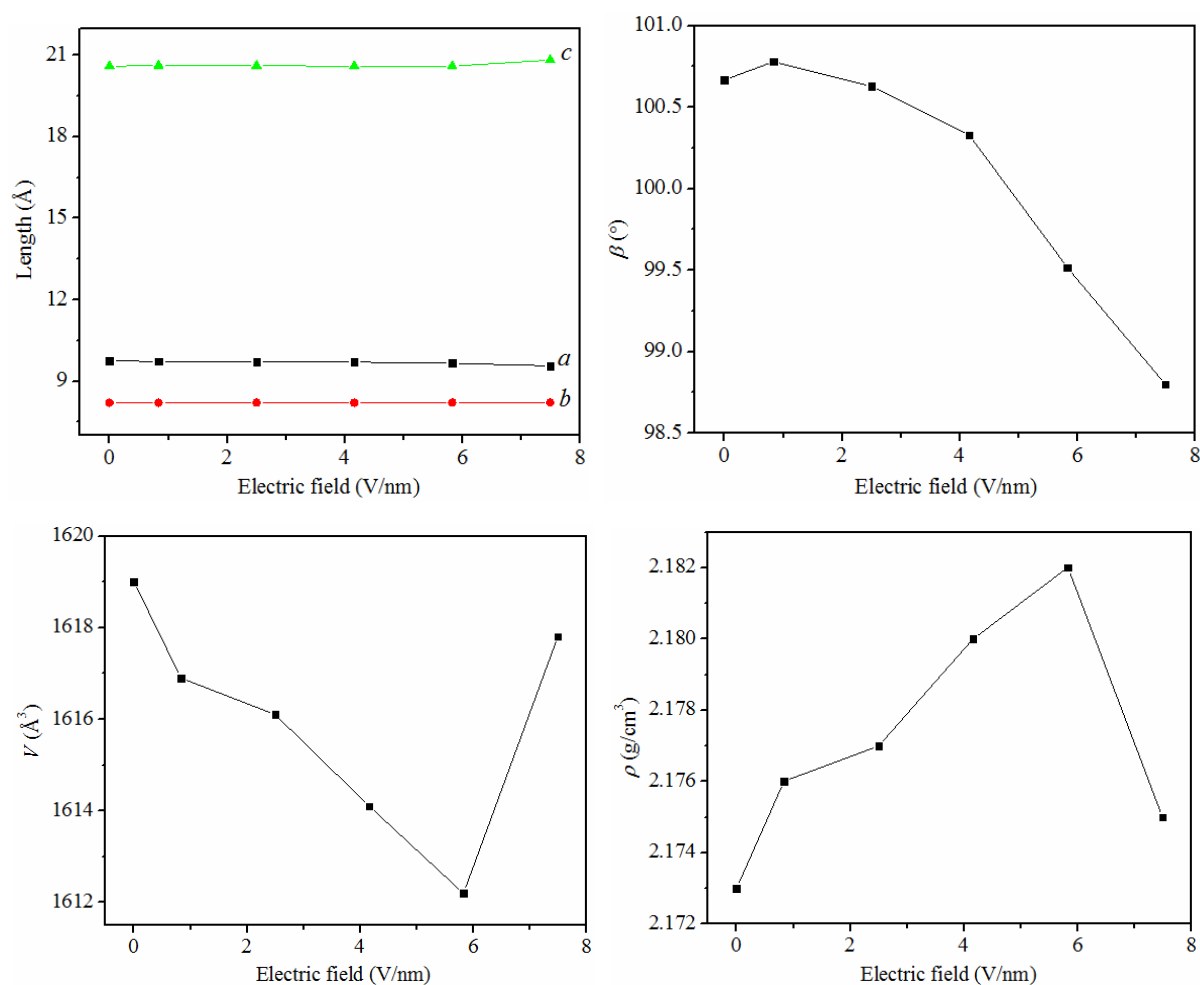 21
18
15
12
9
Length (Å)
c
a
b
0 2 4 6 8
Electric field (V/nm)
101.0
100.5
100.0
99.5
99.0
98.5
β (°)
0 2 4 6 8
Electric field (V/nm)
1620
1618
1616
1614
1612
V (Å³)
0 2 4 6 8
Electric field (V/nm)
2.182
2.180
2.178
2.176
2.174
2.172
ρ (g/cm³)
0 2 4 6 8
Electric field (V/nm)